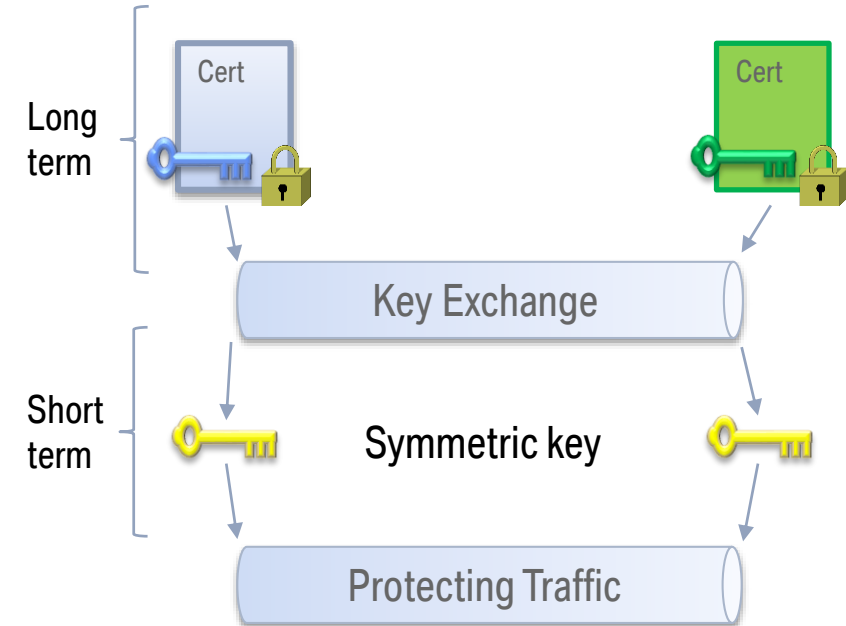 Cert
Cert
Long
term
Key Exchange
Short
term
Symmetric key
Protecting Traffic